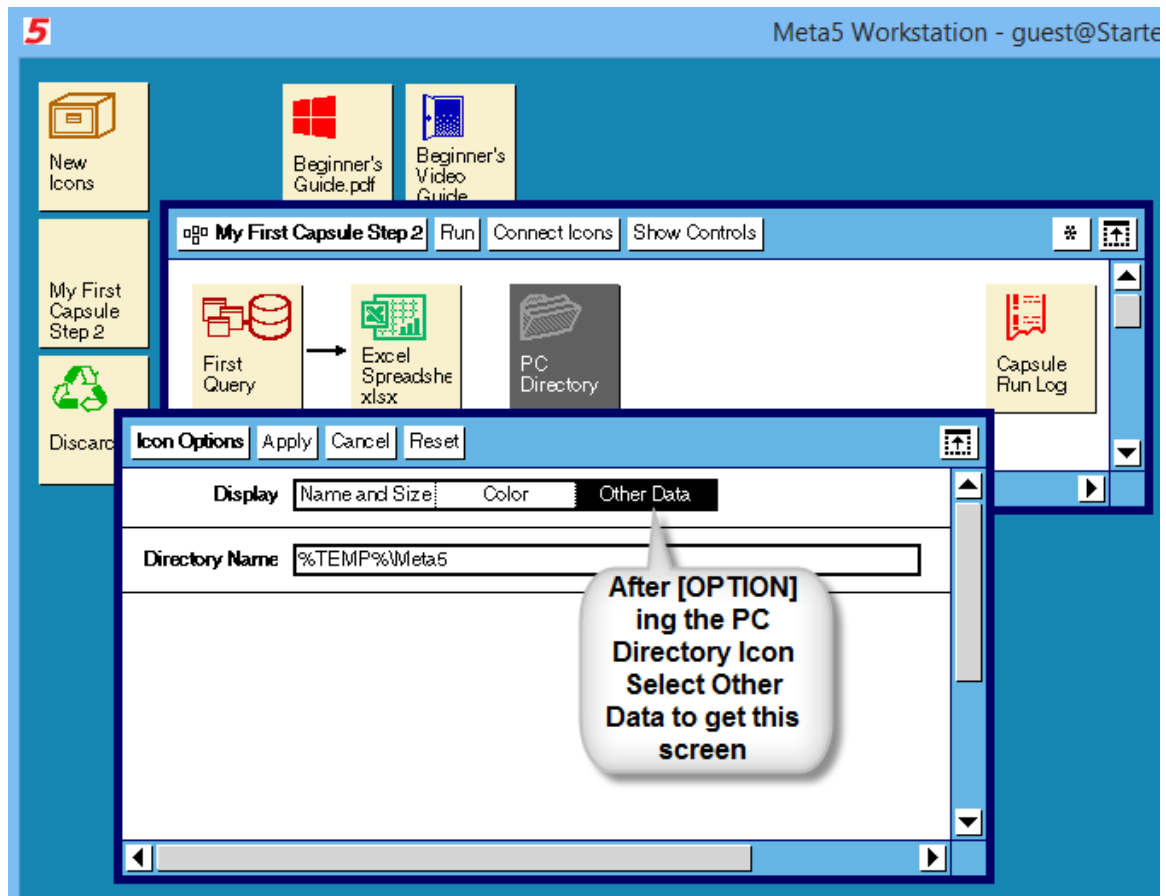 5
Meta5 Workstation - guest@Starte
New
Icons
Beginner's
Guide.pdf
Beginner's
Video
Guide
My First Capsule Step 2 Run Connect Icons Show Controls *
My First
Capsule
Step 2
First
Query
Excel
Spreadshe
xlsx
PC
Directory
Capsule
Run Log
Discarc
Icon Options Apply Cancel Reset
Display Name and Size Color Other Data
Directory Name %TEMP%\Meta5
After [OPTION]
ing the PC
Directory Icon
Select Other
Data to get this
screen